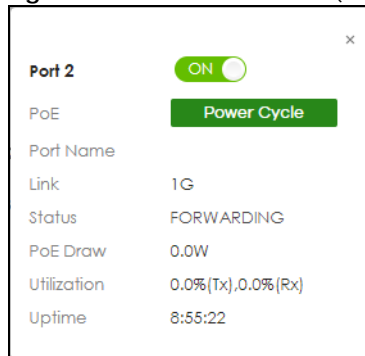 ×
Port 2 ON
PoE Power Cycle
Port Name
Link 1G
Status FORWARDING
PoE Draw 0.0W
Utilization 0.0%(Tx),0.0%(Rx)
Uptime 8:55:22